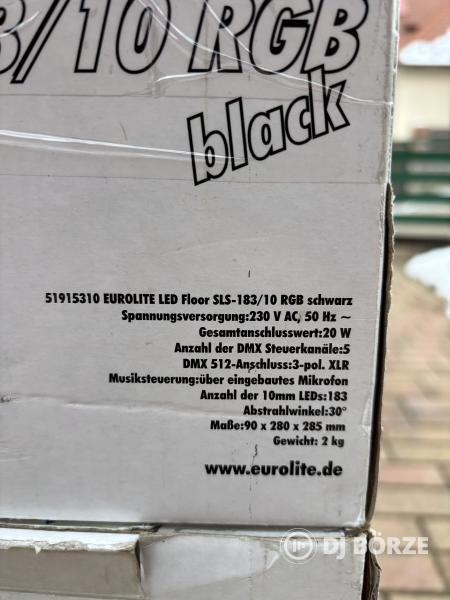 3/10 RGB
black
51915310 EUROLITE LED Floor SLS-183/10 RGB schwarz
Spannungsversorgung:230 V AC, 50 Hz ~
Gesamtanschlusswert:20 W
Anzahl der DMX Steuerkanäle:5
DMX 512-Anschluss:3-pol. XLR
Musiksteuerung:über eingebautes Mikrofon
Anzahl der 10mm LEDs:183
Abstrahlwinkel:30°
Maße:90 x 280 x 285 mm
Gewicht: 2 kg
www.eurolite.de
DJ BÖRZE